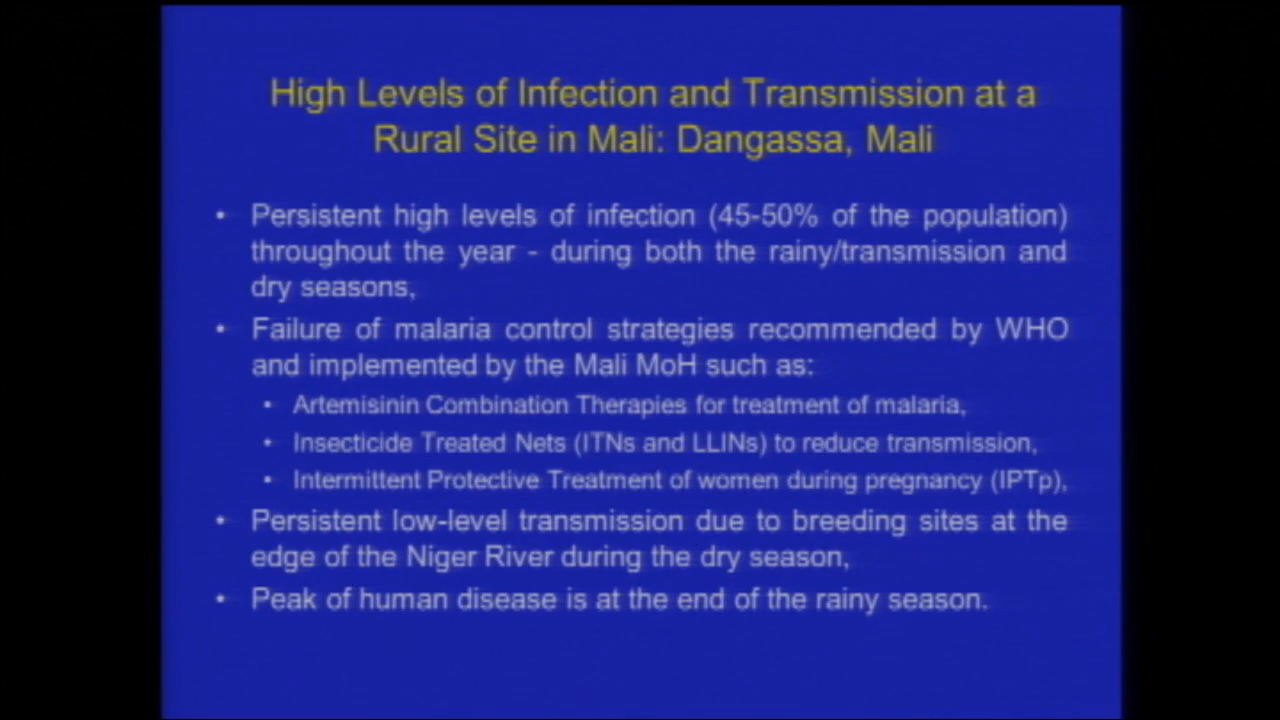 High Levels of Infection and Transmission at a
Rural Site in Mali: Dangassa, Mali
• Persistent high levels of infection (45-50% of the population)
throughout the year - during both the rainy/transmission and
dry seasons,
• Failure of malaria control strategies recommended by WHO
and implemented by the Mali MoH such as:
• Artemisinin Combination Therapies for treatment of malaria,
• Insecticide Treated Nets (ITNs and LLINs) to reduce transmission,
• Intermittent Protective Treatment of women during pregnancy (IPTp),
• Persistent low-level transmission due to breeding sites at the
edge of the Niger River during the dry season,
• Peak of human disease is at the end of the rainy season.